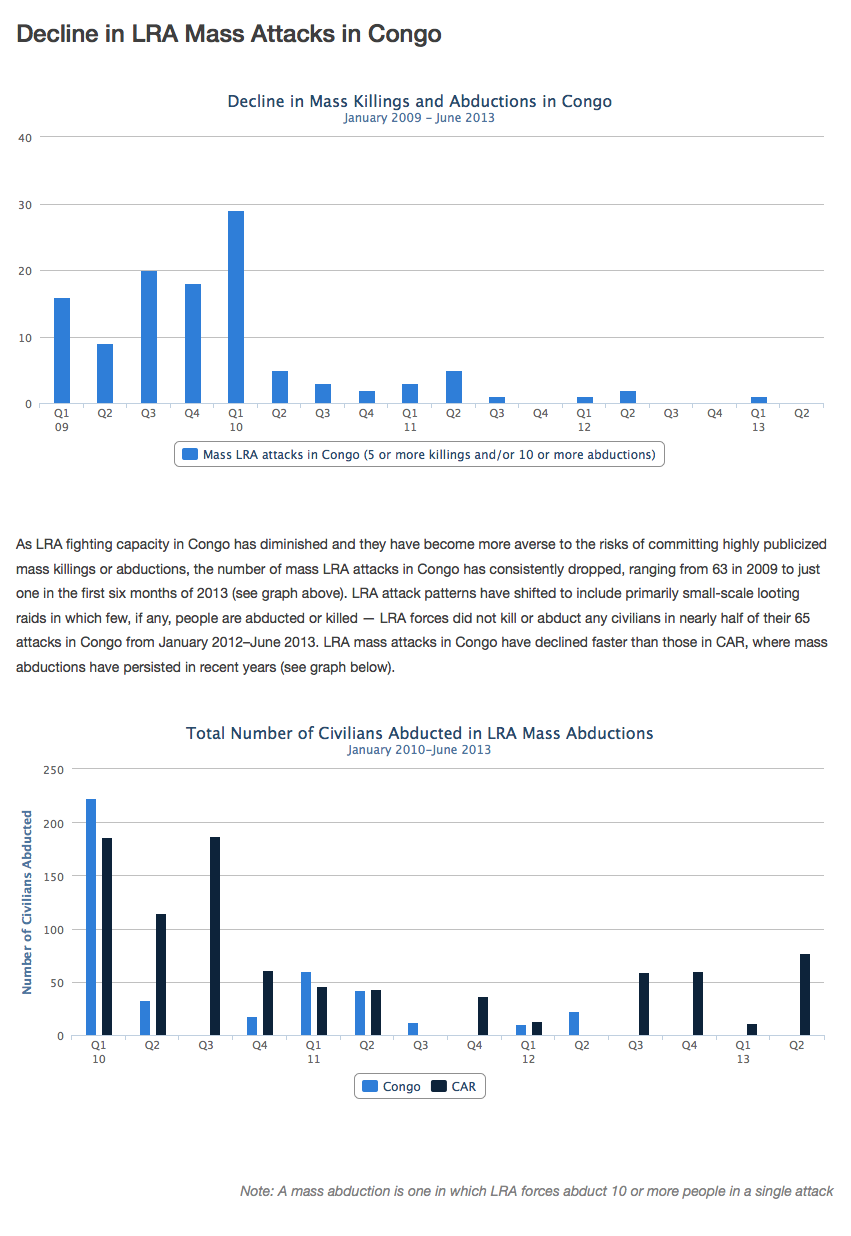 Decline in LRA Mass Attacks in Congo
Decline in Mass Killings and Abductions in Congo
January 2009 – June 2013
40
30
20
10
0
Q1 Q2 Q3 Q4 Q1 Q2 Q3 Q4 Q1 Q2 Q3 Q4 Q1 Q2 Q3 Q4 Q1 Q2
09 10 11 12 13
Mass LRA attacks in Congo (5 or more killings and/or 10 or more abductions)
As LRA fighting capacity in Congo has diminished and they have become more averse to the risks of committing highly publicized
mass killings or abductions, the number of mass LRA attacks in Congo has consistently dropped, ranging from 63 in 2009 to just
one in the first six months of 2013 (see graph above). LRA attack patterns have shifted to include primarily small-scale looting
raids in which few, if any, people are abducted or killed — LRA forces did not kill or abduct any civilians in nearly half of their 65
attacks in Congo from January 2012–June 2013. LRA mass attacks in Congo have declined faster than those in CAR, where mass
abductions have persisted in recent years (see graph below).
Total Number of Civilians Abducted in LRA Mass Abductions
January 2010–June 2013
Number of Civilians Abducted
250
200
150
100
50
0
Q1 Q2 Q3 Q4 Q1 Q2 Q3 Q4 Q1 Q2 Q3 Q4 Q1 Q2
10 11 12 13
Congo CAR
Note: A mass abduction is one in which LRA forces abduct 10 or more people in a single attack